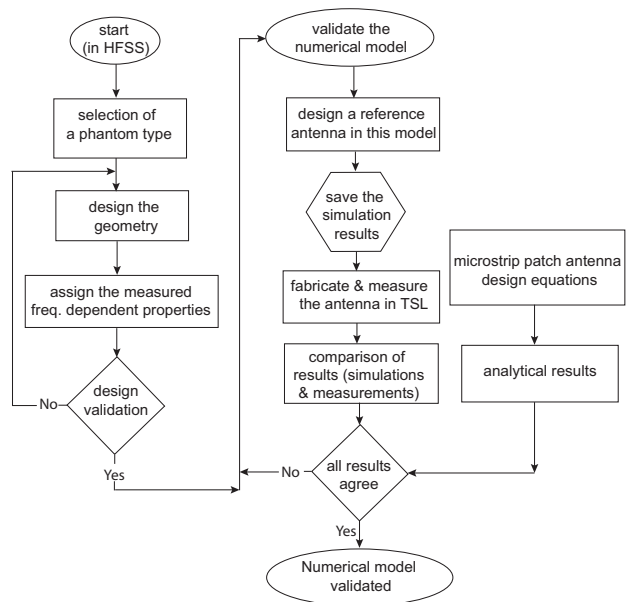 start
(in HFSS)
selection of
a phantom type
design the
geometry
assign the measured
freq. dependent properties
design
validation
No
Yes
validate the
numerical model
design a reference
antenna in this model
save the
simulation
results
fabricate & measure
the antenna in TSL
comparison of
results (simulations
& measurements)
microstrip patch antenna
design equations
analytical results
all results
agree
No
Yes
Numerical model
validated